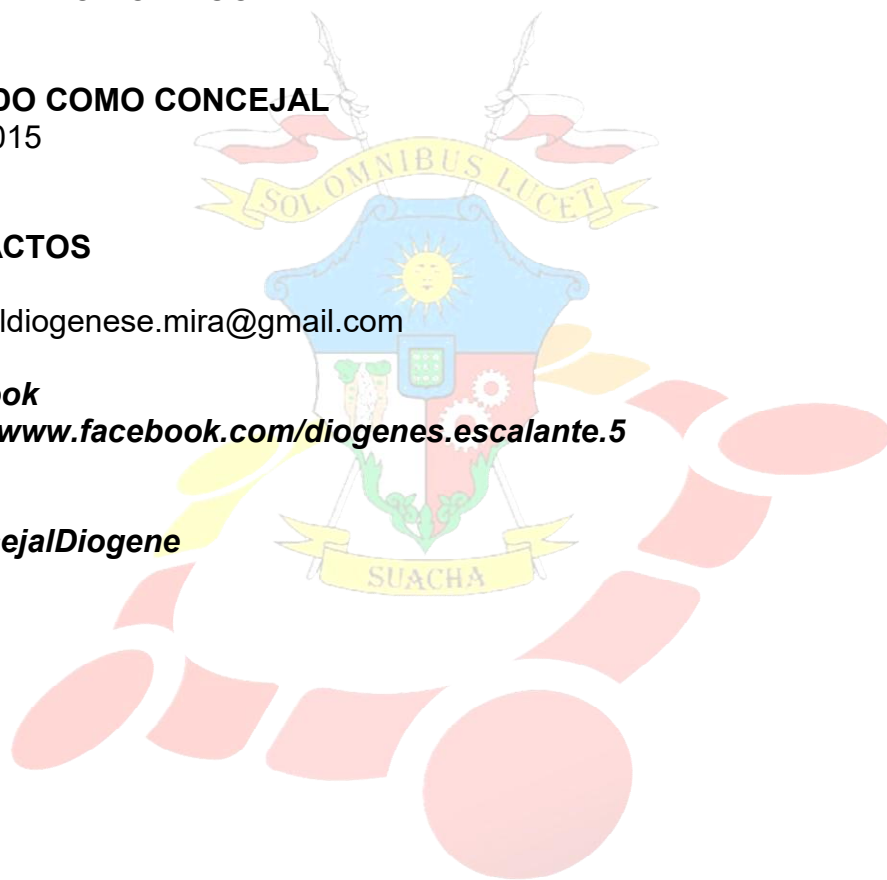 DO COMO CONCEJAL
015
SOL OMNIBUS LUCET
ACTOS
ldiogenese.mira@gmail.com
ook
www.facebook.com/diogenes.escalante.5
ejalDiogene
SUACHA